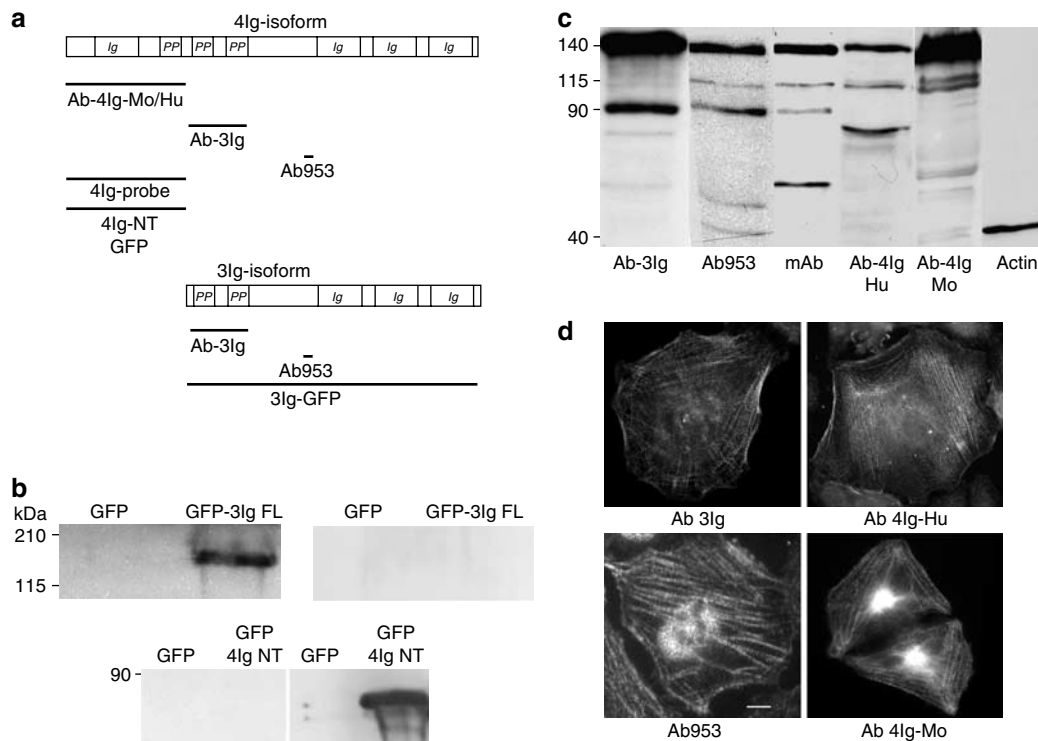 a
4Ig-isoform
Ig PP PP PP Ig Ig Ig
Ab-4Ig-Mo/Hu
Ab-3Ig
Ab953
4Ig-probe
4Ig-NT
GFP
3Ig-isoform
PP PP Ig Ig Ig
Ab-3Ig
Ab953
3Ig-GFP
b
kDa
GFP GFP-3Ig FL GFP GFP-3Ig FL
210
115
GFP GFP
4Ig NT GFP GFP
4Ig NT
90
c
140
115
90
40
Ab-3Ig Ab953 mAb Ab-4Ig
Hu Ab-4Ig
Mo Actin
d
Ab 3Ig Ab 4Ig-Hu
Ab953 Ab 4Ig-Mo